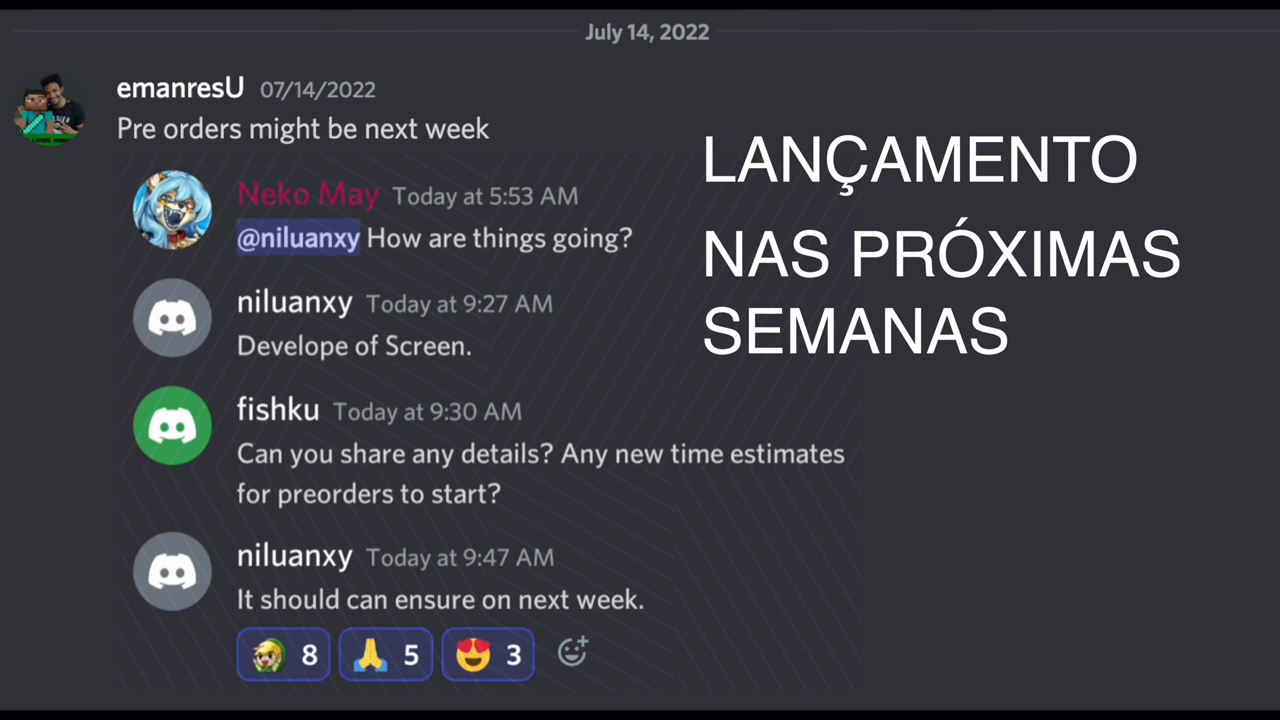 July 14, 2022
emanresU 07/14/2022
Pre orders might be next week
Neko May Today at 5:53 AM
@niluanxy How are things going?
niluanxy Today at 9:27 AM
Develope of Screen.
fishku Today at 9:30 AM
Can you share any details? Any new time estimates
for preorders to start?
niluanxy Today at 9:47 AM
It should can ensure on next week.
8 5 3
LANÇAMENTO
NAS PRÓXIMAS
SEMANAS